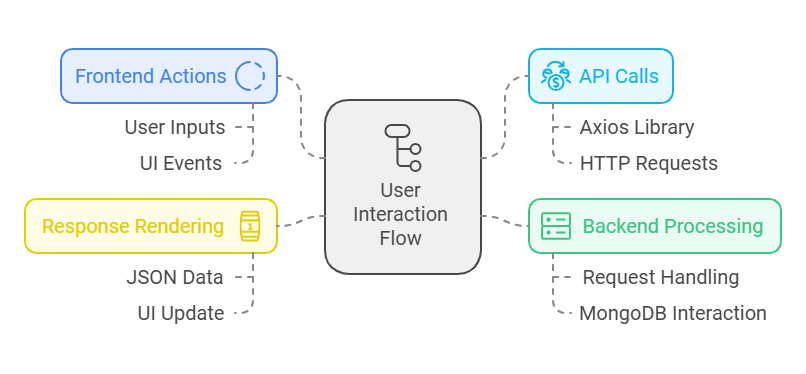 Frontend Actions
User Inputs
UI Events
Response Rendering
1
JSON Data
UI Update
User
Interaction
Flow
API Calls
$
Axios Library
HTTP Requests
Backend Processing
Request Handling
MongoDB Interaction